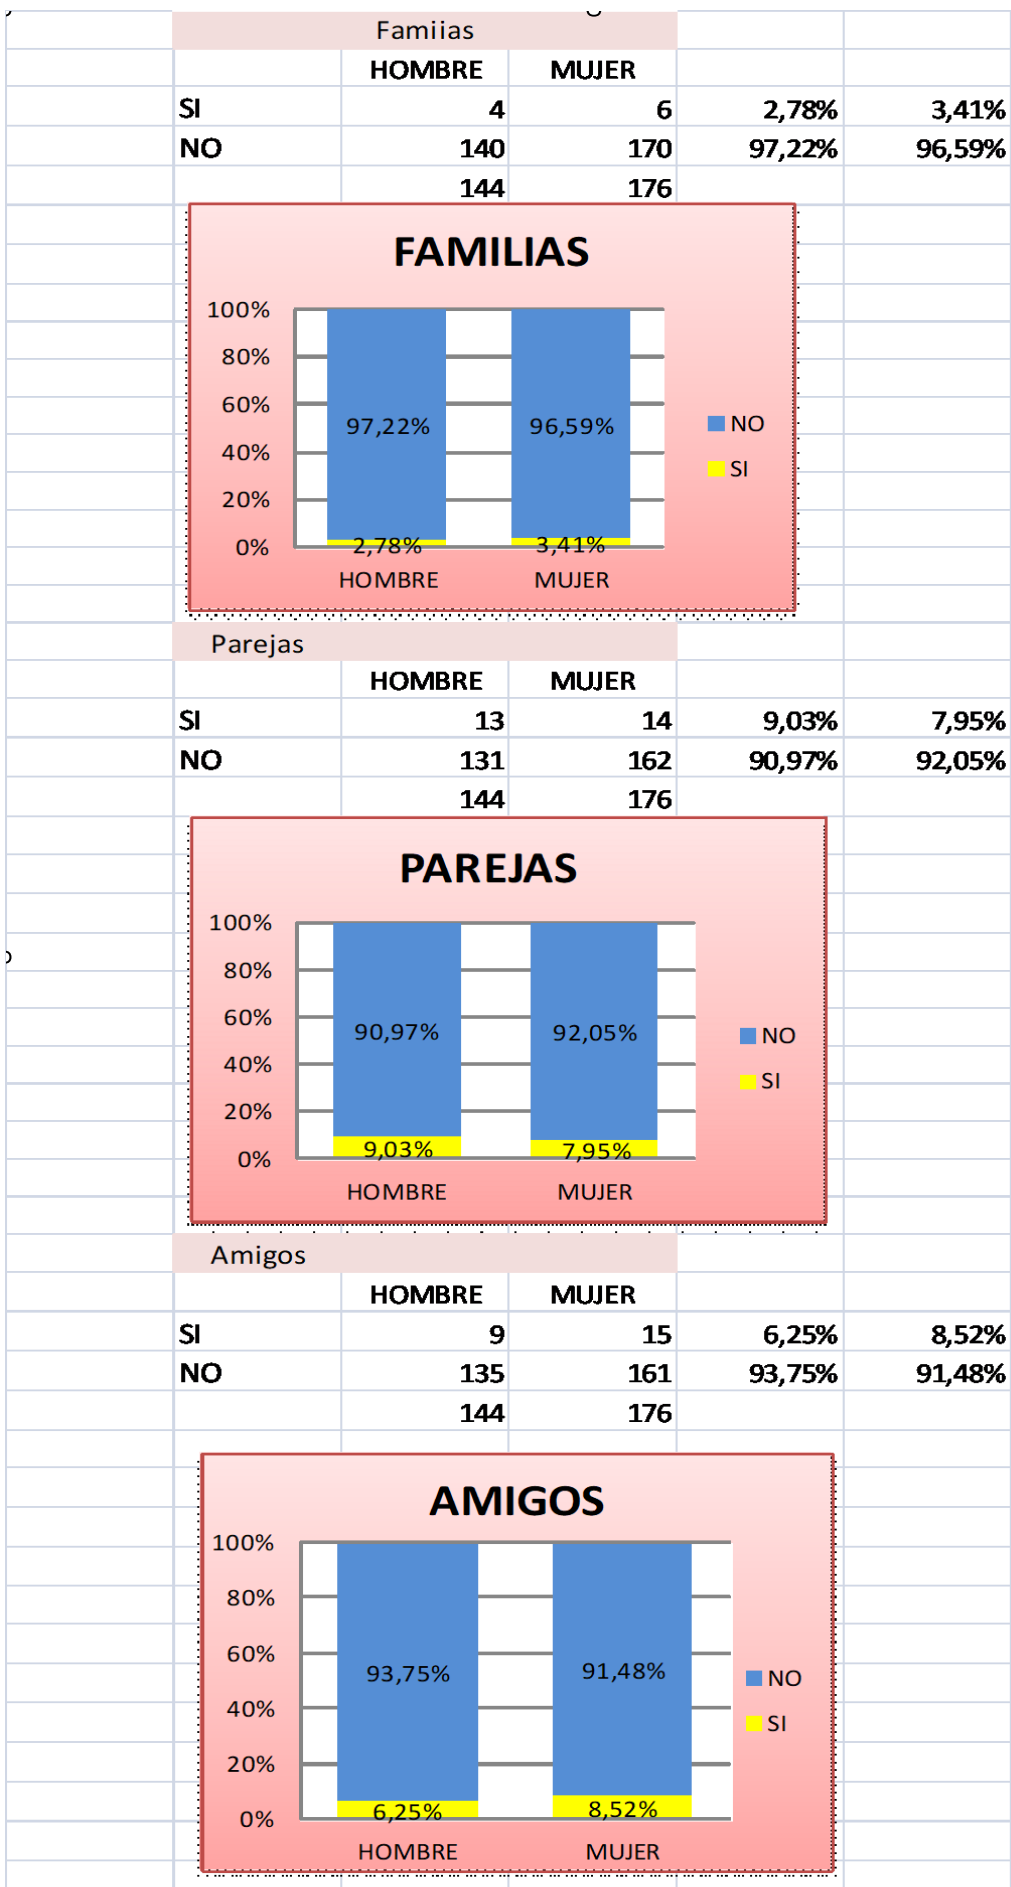 Famiias
HOMBRE MUJER
SI 4 6 2,78% 3,41%
NO 140 170 97,22% 96,59%
144 176
FAMILIAS
100%
80%
60%
40%
20%
0%
97,22% 96,59%
2,78% 3,41%
HOMBRE MUJER
NO
SI
Parejas
HOMBRE MUJER
SI 13 14 9,03% 7,95%
NO 131 162 90,97% 92,05%
144 176
PAREJAS
100%
80%
60%
40%
20%
0%
90,97% 92,05%
9,03% 7,95%
HOMBRE MUJER
NO
SI
Amigos
HOMBRE MUJER
SI 9 15 6,25% 8,52%
NO 135 161 93,75% 91,48%
144 176
AMIGOS
100%
80%
60%
40%
20%
0%
93,75% 91,48%
6,25% 8,52%
HOMBRE MUJER
NO
SI